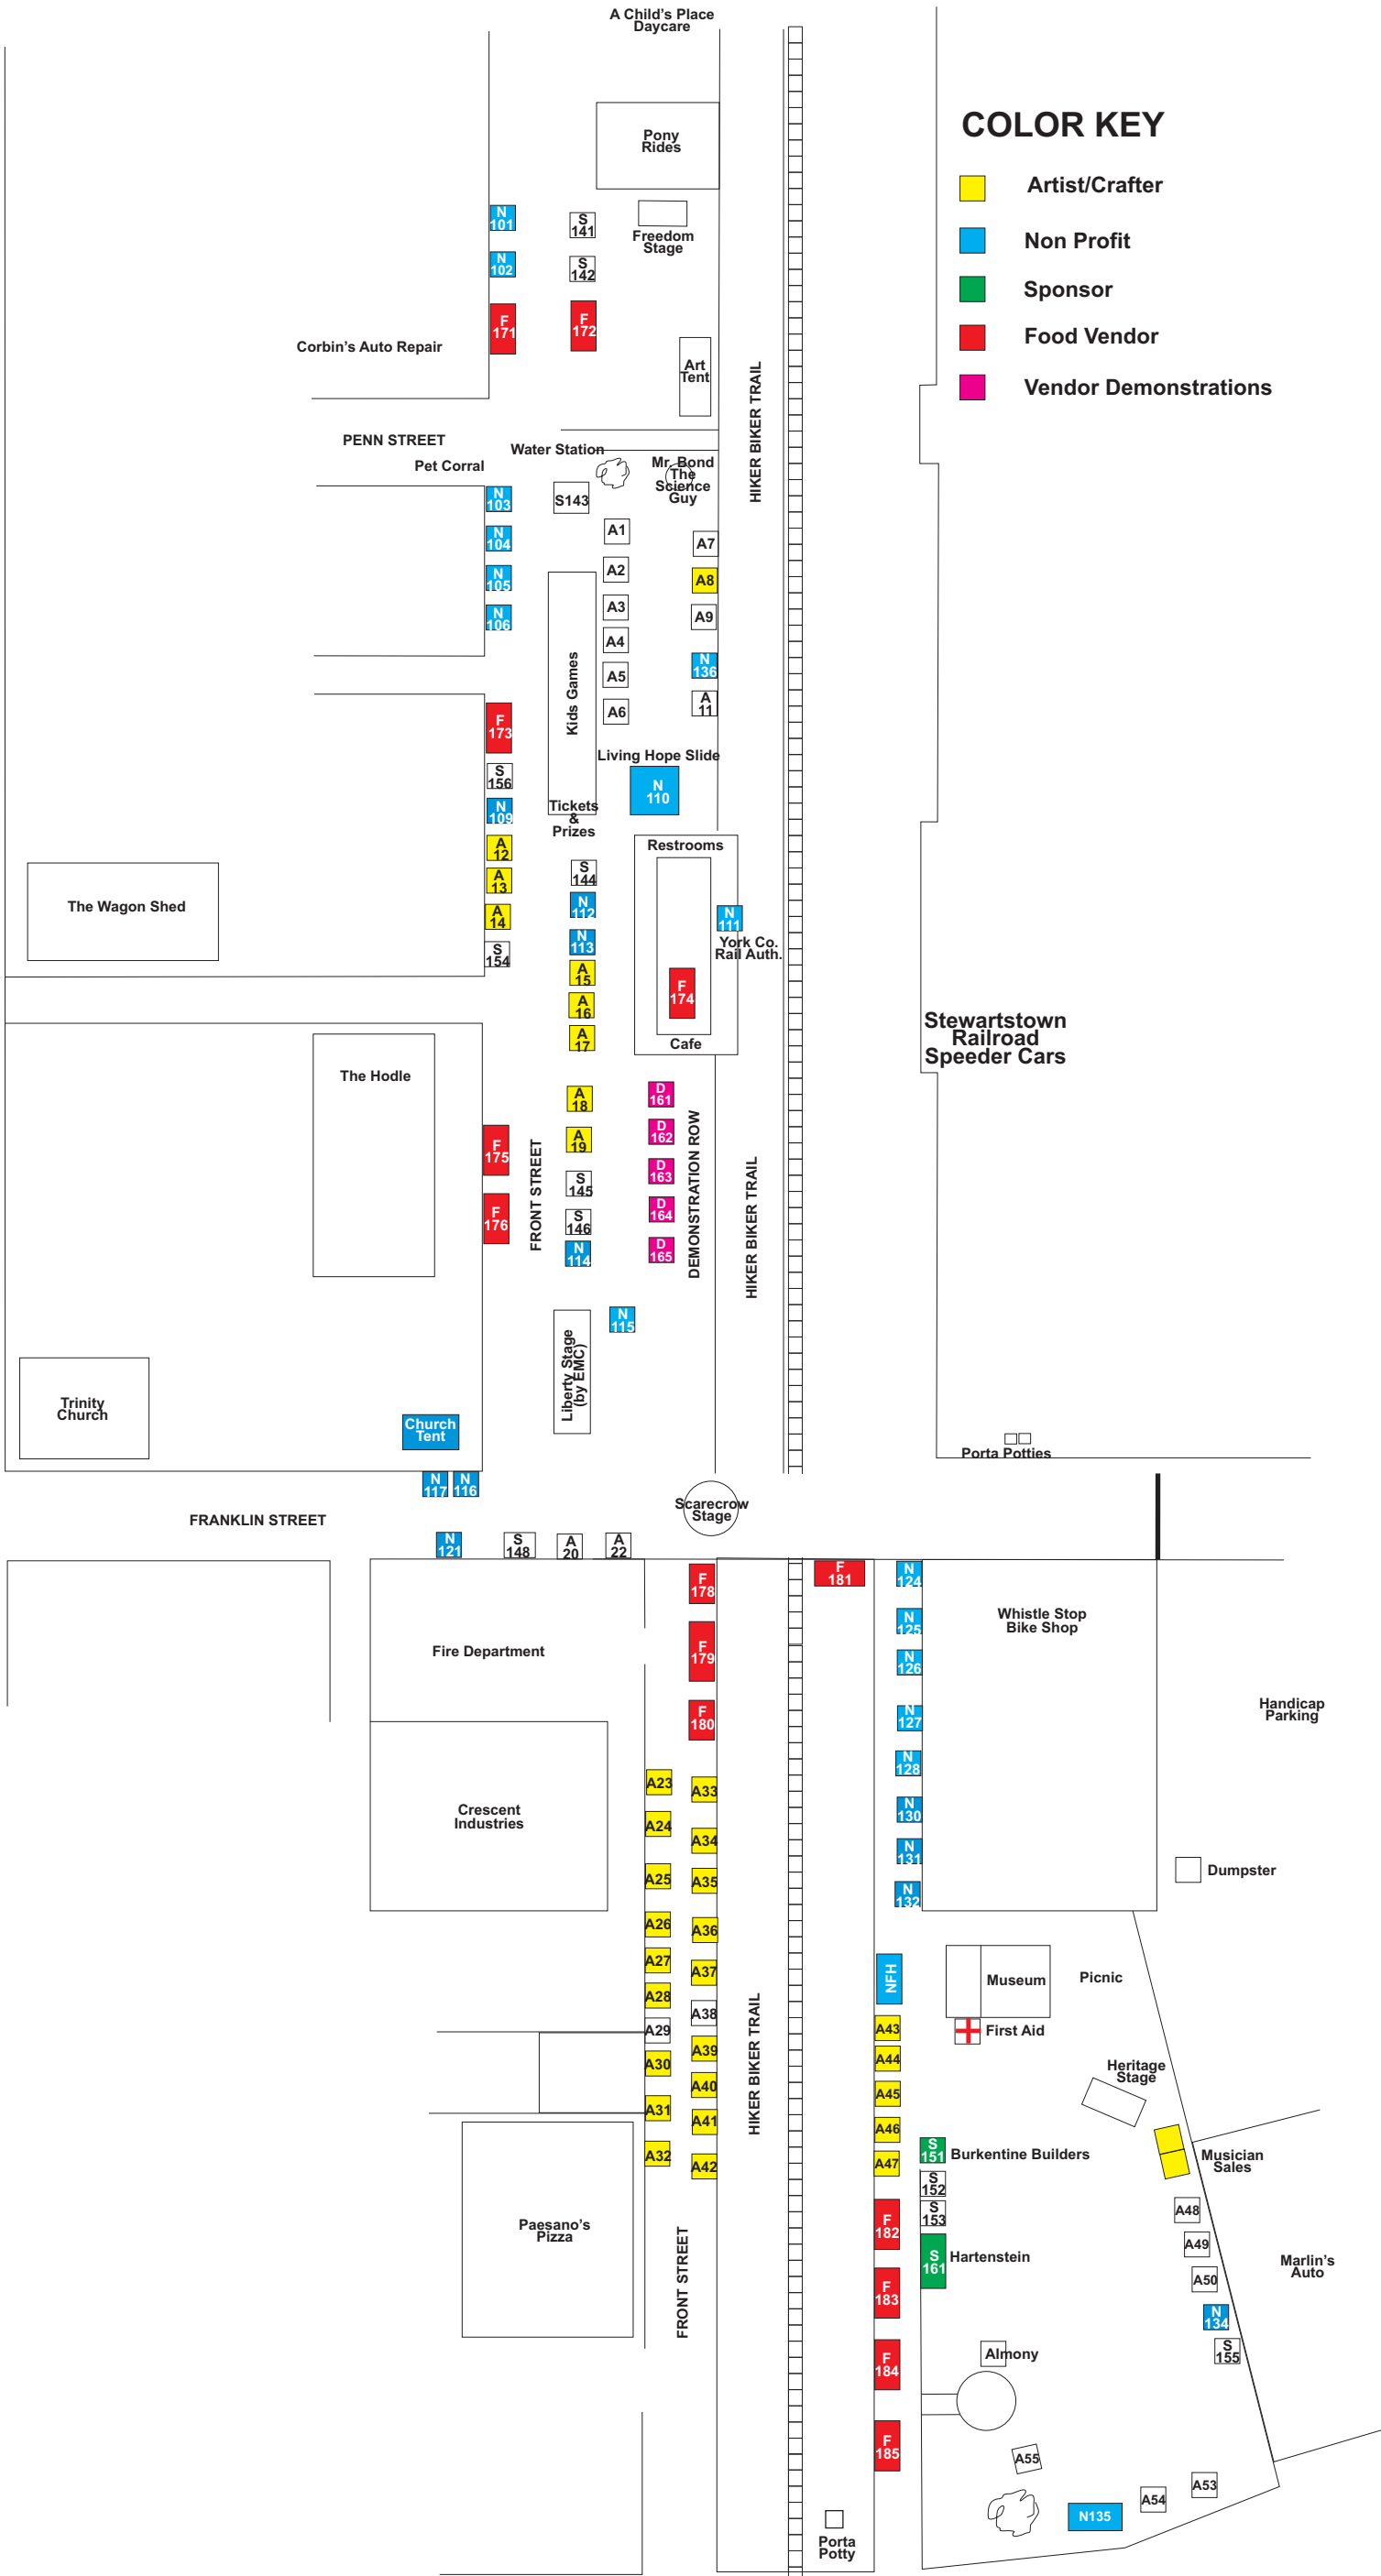 A Child's Place
Daycare
COLOR KEY
Artist/Crafter
Non Profit
Sponsor
Food Vendor
Vendor Demonstrations
Pony
Rides
N
101
S
141
Freedom
Stage
N
102
S
142
F
171
F
172
Corbin's Auto Repair
Art
Tent
HIKER BIKER TRAIL
PENN STREET
Water Station
Pet Corral
Mr. Bond
The
Science
Guy
N
103
S143
A1
A7
N
104
A2
A8
N
105
A3
A9
N
106
A4
A5
N
136
A6
A
11
Kids Games
F
173
Living Hope Slide
S
156
N
110
N
109
Tickets
&
Prizes
A
12
Restrooms
A
13
S
144
The Wagon Shed
A
14
N
112
N
111
S
154
N
113
York Co.
Rail Auth.
A
15
F
174
A
16
A
17
Cafe
Stewartstown
Railroad
Speeder Cars
The Hodle
A
18
D
161
A
19
D
162
F
175
S
145
D
163
F
176
S
146
D
164
N
114
D
165
FRONT STREET
DEMONSTRATION ROW
HIKER BIKER TRAIL
N
115
Liberty Stage
(by EMC)
Trinity
Church
Church
Tent
Porta Potties
N
117
N
116
Scarecrow
Stage
FRANKLIN STREET
N
121
S
148
A
20
A
22
F
178
F
181
N
124
Whistle Stop
Bike Shop
N
125
Fire Department
F
179
N
126
F
180
N
127
Handicap
Parking
N
128
A23
A33
Crescent
Industries
N
130
A24
A34
N
131
A25
A35
Dumpster
N
132
A26
A36
A27
A37
NFH
Museum
Picnic
A28
A38
A29
A43
First Aid
A30
A39
A44
Heritage
Stage
A40
A45
A31
A41
A46
HIKER BIKER TRAIL
A32
A42
A47
S
151
Burkentine Builders
Musician
Sales
S
152
S
153
A48
Paesano's
Pizza
F
182
A49
S
161
Hartenstein
Marlin's
Auto
A50
FRONT STREET
F
183
N
134
F
184
Almony
S
155
F
185
A55
A53
A54
N135
Porta
Potty